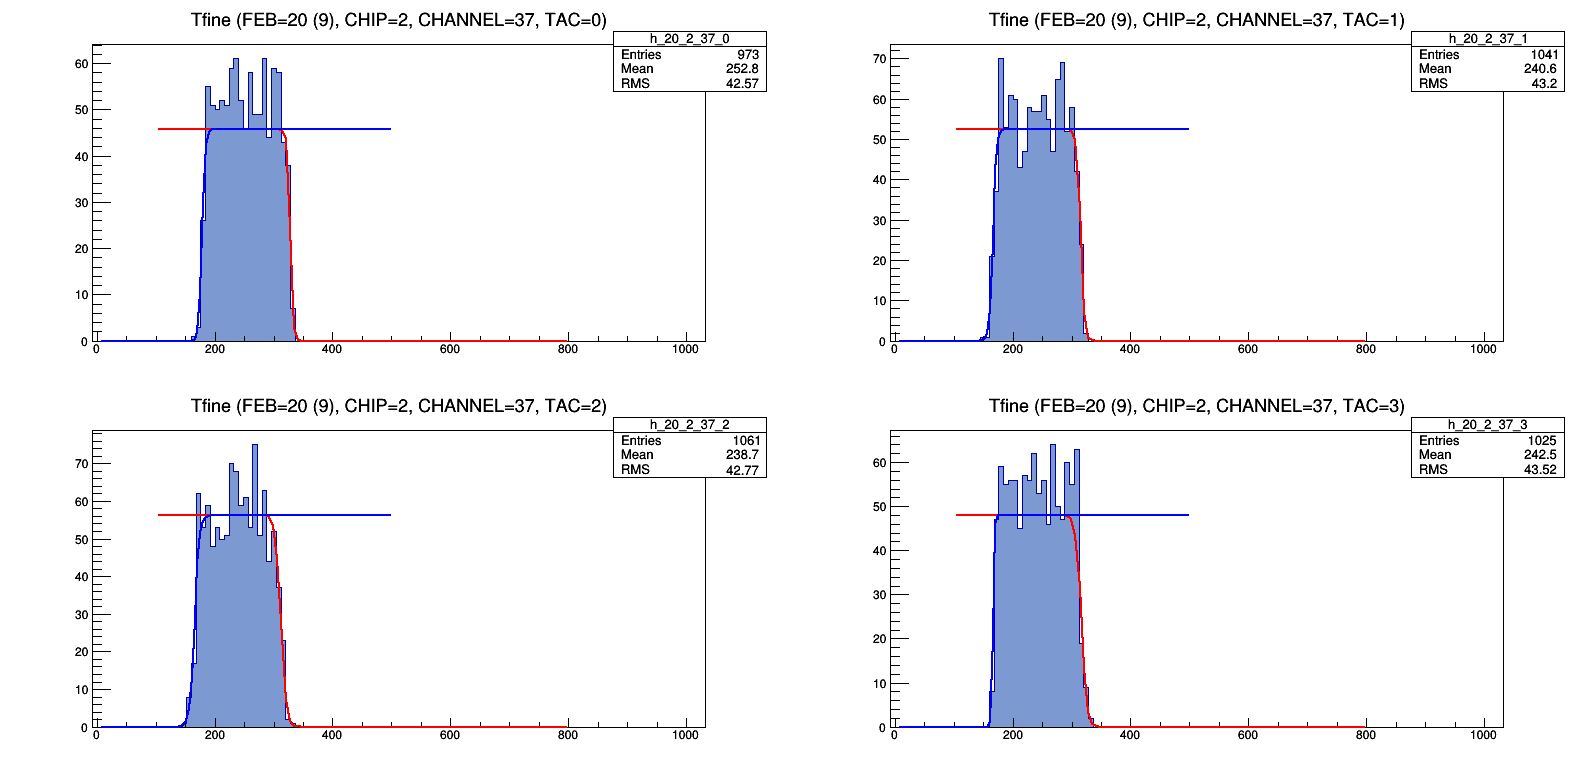 Tfine (FEB=20 (9), CHIP=2, CHANNEL=37, TAC=0)
h_20_2_37_0
Entries 973
Mean 252.8
RMS 42.57
60
50
40
30
20
10
0
0 200 400 600 800 1000
Tfine (FEB=20 (9), CHIP=2, CHANNEL=37, TAC=1)
h_20_2_37_1
Entries 1041
Mean 240.6
RMS 43.2
70
60
50
40
30
20
10
0
0 200 400 600 800 1000
Tfine (FEB=20 (9), CHIP=2, CHANNEL=37, TAC=2)
h_20_2_37_2
Entries 1061
Mean 238.7
RMS 42.77
70
60
50
40
30
20
10
0
0 200 400 600 800 1000
Tfine (FEB=20 (9), CHIP=2, CHANNEL=37, TAC=3)
h_20_2_37_3
Entries 1025
Mean 242.5
RMS 43.52
60
50
40
30
20
10
0
0 200 400 600 800 1000